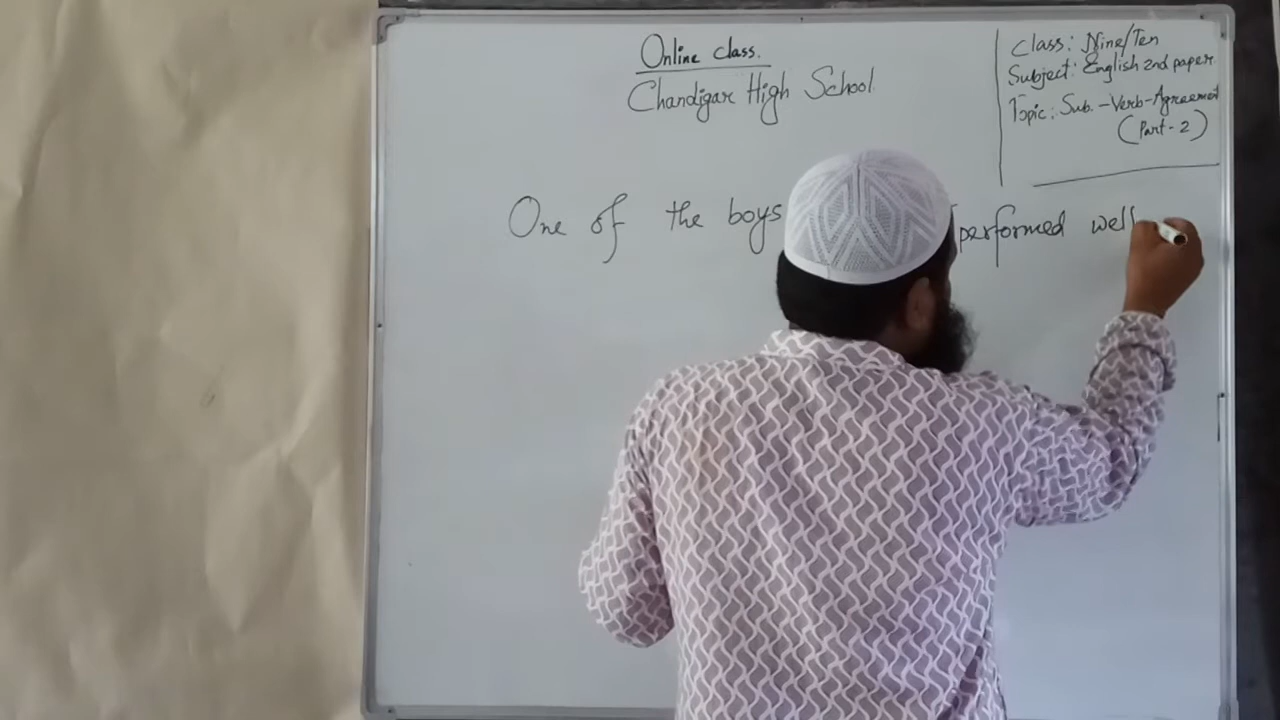 Online class.
Chandigar High School
Class: Nine/Ten
Subject: English 2nd paper.
Topic: Sub.-Verb-Agreement
(Part-2)
One of the boys performed well